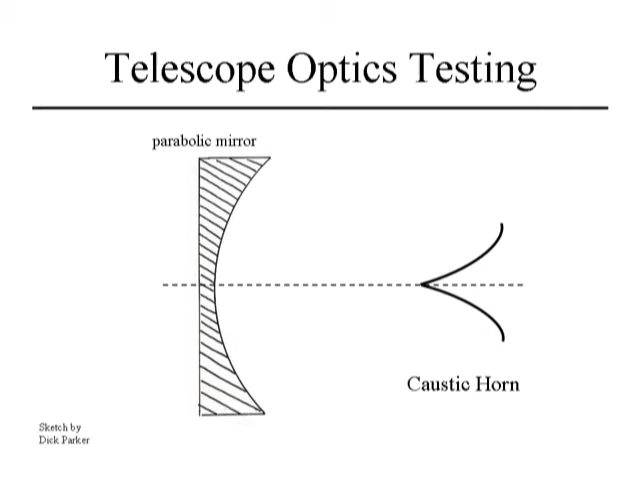 Telescope Optics Testing
parabolic mirror
Caustic Horn
Sketch by
Dick Parker